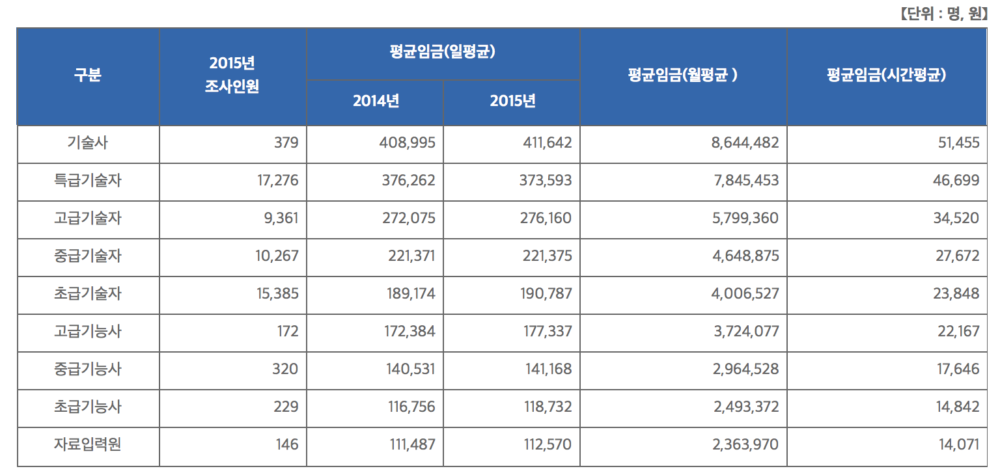 【단위 : 명, 원】
구분 2015년 조사인원 평균임금(일평균) 평균임금(월평균 ) 평균임금(시간평균)
2014년 2015년
기술사 379 408,995 411,642 8,644,482 51,455
특급기술자 17,276 376,262 373,593 7,845,453 46,699
고급기술자 9,361 272,075 276,160 5,799,360 34,520
중급기술자 10,267 221,371 221,375 4,648,875 27,672
초급기술자 15,385 189,174 190,787 4,006,527 23,848
고급기능사 172 172,384 177,337 3,724,077 22,167
중급기능사 320 140,531 141,168 2,964,528 17,646
초급기능사 229 116,756 118,732 2,493,372 14,842
자료입력원 146 111,487 112,570 2,363,970 14,071